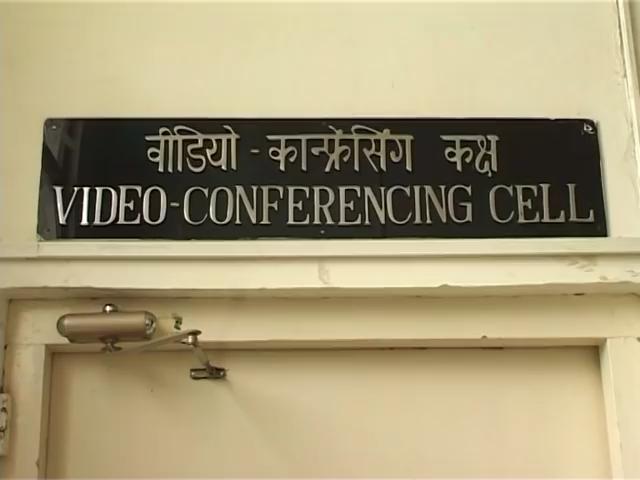 वीडियो - कान्फ्रेंसिंग कक्ष
VIDEO-CONFERENCING CELL